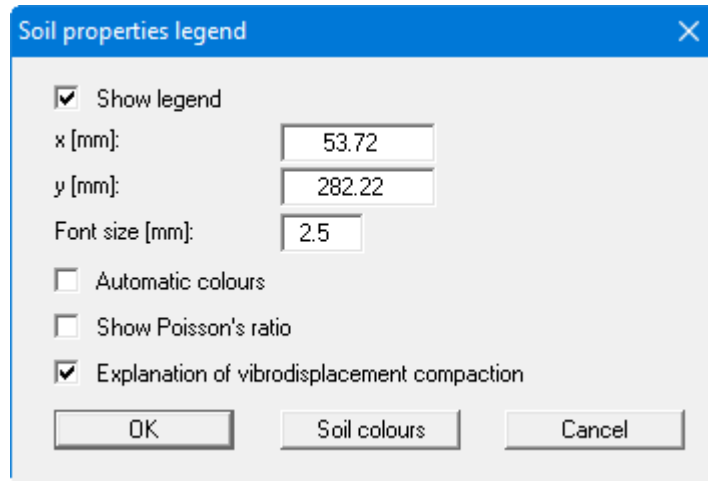 Soil properties legend
Show legend
x [mm]: 53.72
y [mm]: 282.22
Font size [mm]: 2.5
Automatic colours
Show Poisson's ratio
Explanation of vibrodisplacement compaction
OK Soil colours Cancel